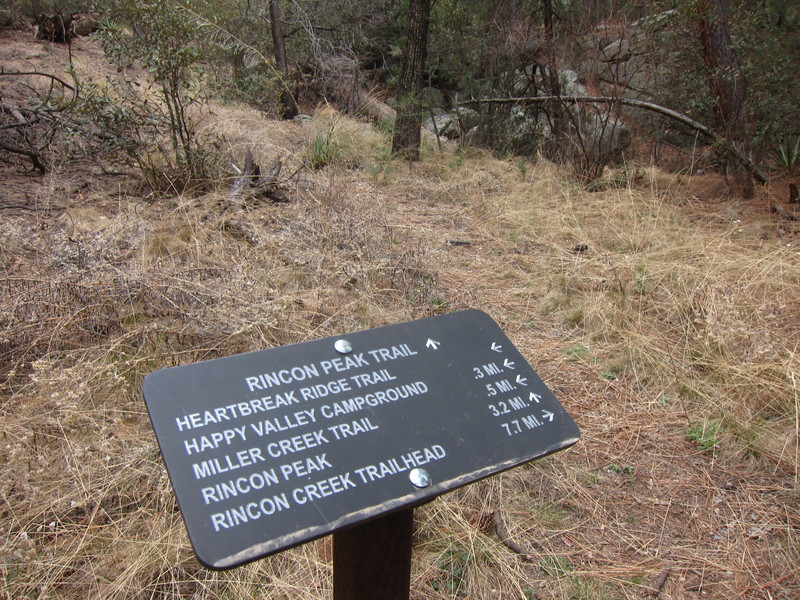 RINCON PEAK TRAIL ↑
HEARTBREAK RIDGE TRAIL ←
HAPPY VALLEY CAMPGROUND .3 MI. ←
MILLER CREEK TRAIL .5 MI. ←
RINCON PEAK 3.2 MI. ↑
RINCON CREEK TRAILHEAD 7.7 MI. →